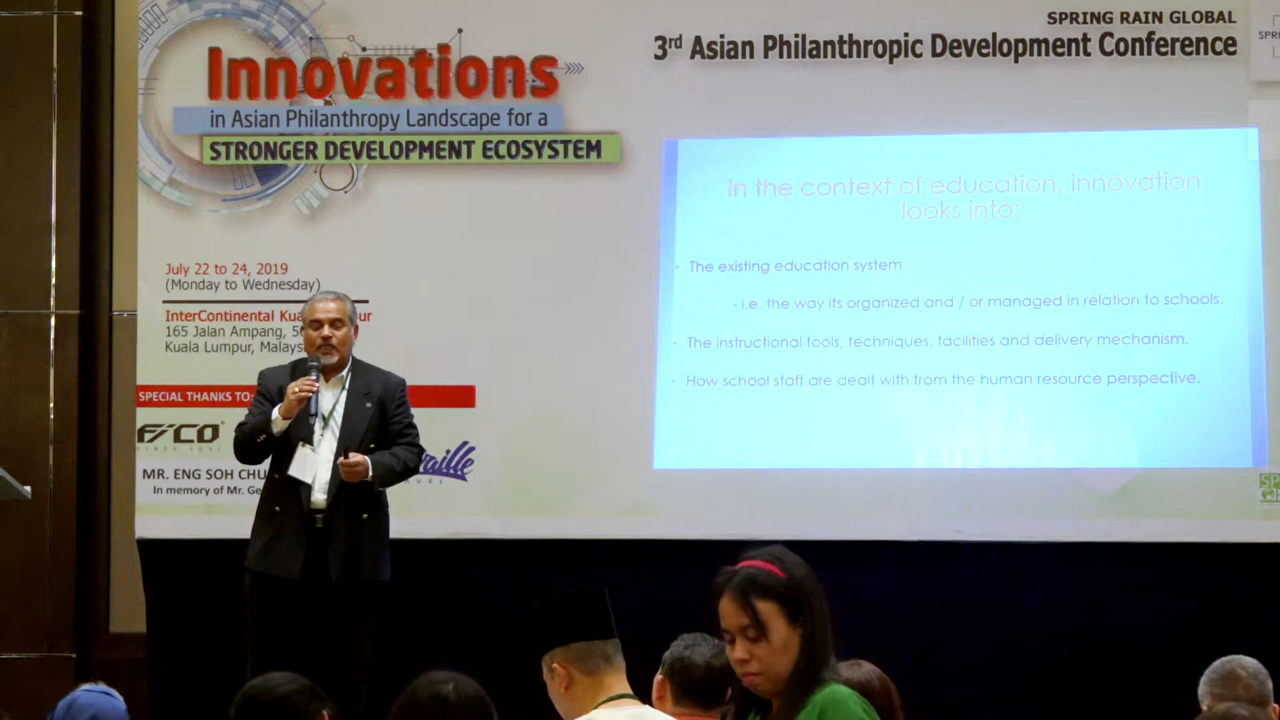 Innovations
in Asian Philanthropy Landscape for a
STRONGER DEVELOPMENT ECOSYSTEM
July 22 to 24, 2019
(Monday to Wednesday)
InterContinental
165 Jalan Ampang,
Kuala Lumpur,
SPECIAL THANKS TO
FICO
MR. ENG SOH
In memory of Mr.
SPRING RAIN GLOBAL
3rd Asian Philanthropic Development Conference
In the context of education, innovation
looks into:
The existing education system
- i.e. the way its organized and / or managed in relation to schools.
The instructional tools, techniques, facilities and delivery mechanism.
How school staff are dealt with from the human resource perspective.